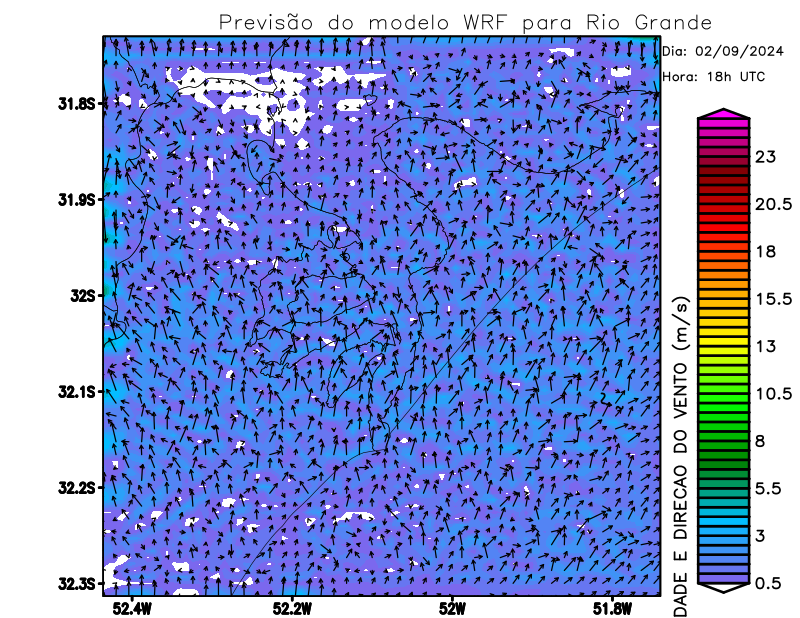 Previsão do modelo WRF para Rio Grande
Dia: 02/09/2024
Hora: 18h UTC
31.8S
31.9S
32S
32.1S
32.2S
32.3S
52.4W
52.2W
52W
51.8W
DADE E DIRECAO DO VENTO (m/s)
23
20.5
18
15.5
13
10.5
8
5.5
3
0.5